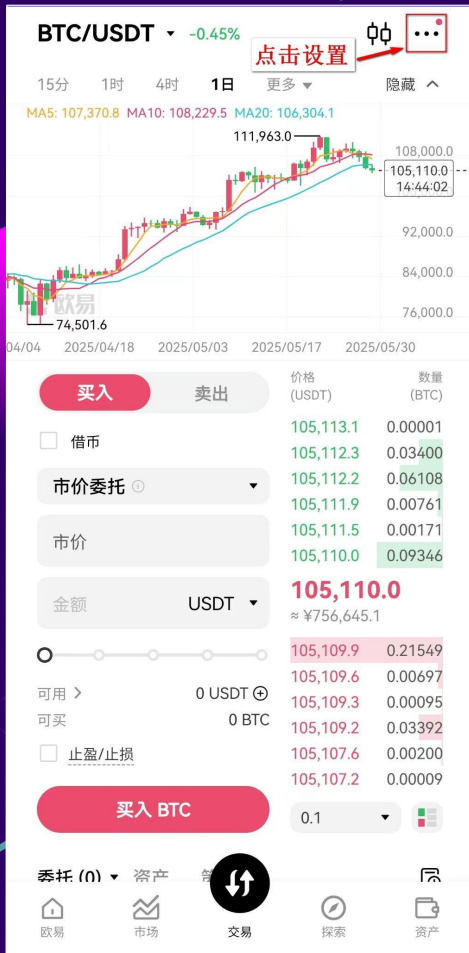 BTC/USDT -0.45%
点击设置
15分 1时 4时 1日 更多 隐藏
MA5: 107,370.8 MA10: 108,229.5 MA20: 106,304.1
111,963.0
108,000.0
105,110.0
14:44:02
92,000.0
84,000.0
欧易
76,000.0
74,501.6
04/04 2025/04/18 2025/05/03 2025/05/17 2025/05/30
买入 卖出
价格 数量
(USDT) (BTC)
借币
105,113.1 0.00001
105,112.3 0.03400
市价委托
105,112.2 0.06108
105,111.9 0.00761
市价
105,111.5 0.00171
105,110.0 0.09346
金额 USDT
105,110.0
≈ ¥756,645.1
105,109.9 0.21549
105,109.6 0.00697
可用 0 USDT
105,109.3 0.00095
可买 0 BTC
105,109.2 0.03392
止盈/止损
105,107.6 0.00200
105,107.2 0.00009
买入 BTC
0.1
委托 (0) 资产
欧易 市场 交易 探索 资产